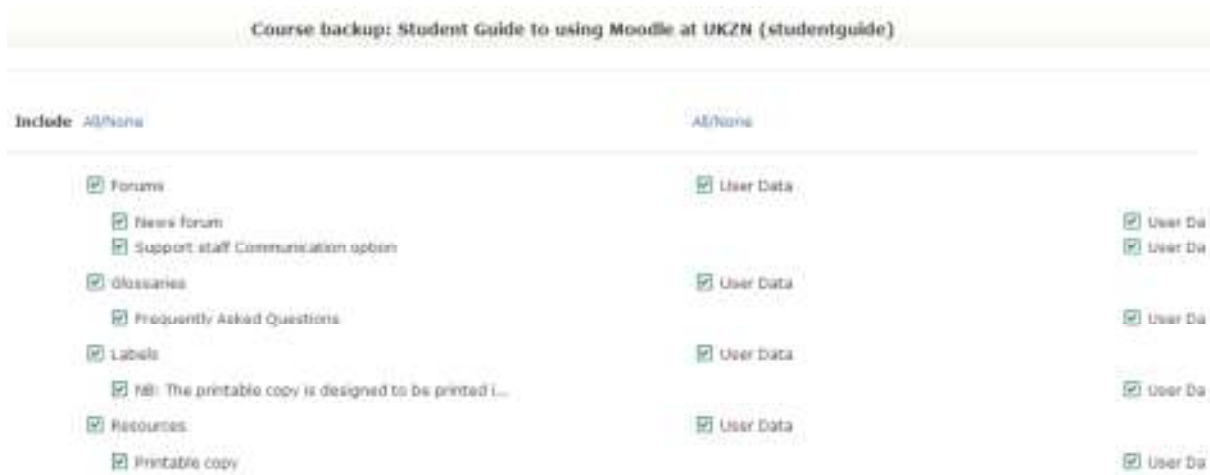 Course backup: Student Guide to using Moodle at UKZN (studentguide)
Include All/None All/None
Forums User Data
News forum User Da
Support staff Communication option User Da
Glossaries User Data
Frequently Asked Questions User Da
Labels User Data
NB: The printable copy is designed to be printed i...
User Da
Resources User Data
Printable copy User Da